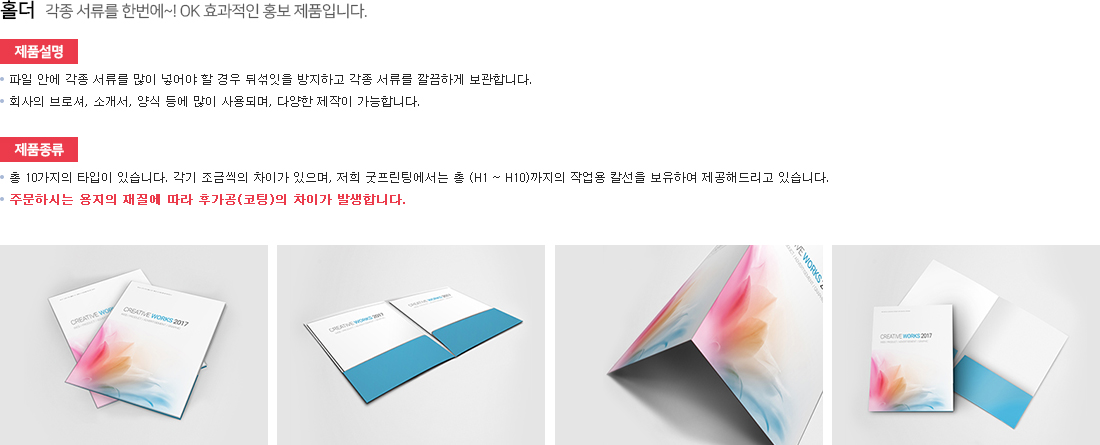 홀더 각종 서류를 한번에~! OK 효과적인 홍보 제품입니다.
제품설명
파일 안에 각종 서류를 많이 넣어야 할 경우 뒤섞임을 방지하고 각종 서류를 깔끔하게 보관합니다.
회사의 브로셔, 소개서, 양식 등에 많이 사용되며, 다양한 제작이 가능합니다.
제품종류
총 10가지의 타입이 있습니다. 각기 조금씩의 차이가 있으며, 저희 굿프린팅에서는 총 (H1 ~ H10)까지의 작업용 칼선을 보유하여 제공해드리고 있습니다.
주문하시는 용지의 재질에 따라 후가공(코팅)의 차이가 발생합니다.
CREATIVE WORKS 2017
CREATIVE WORKS 2017
CREATIVE WORKS 2017
CREATIVE WORKS 2017